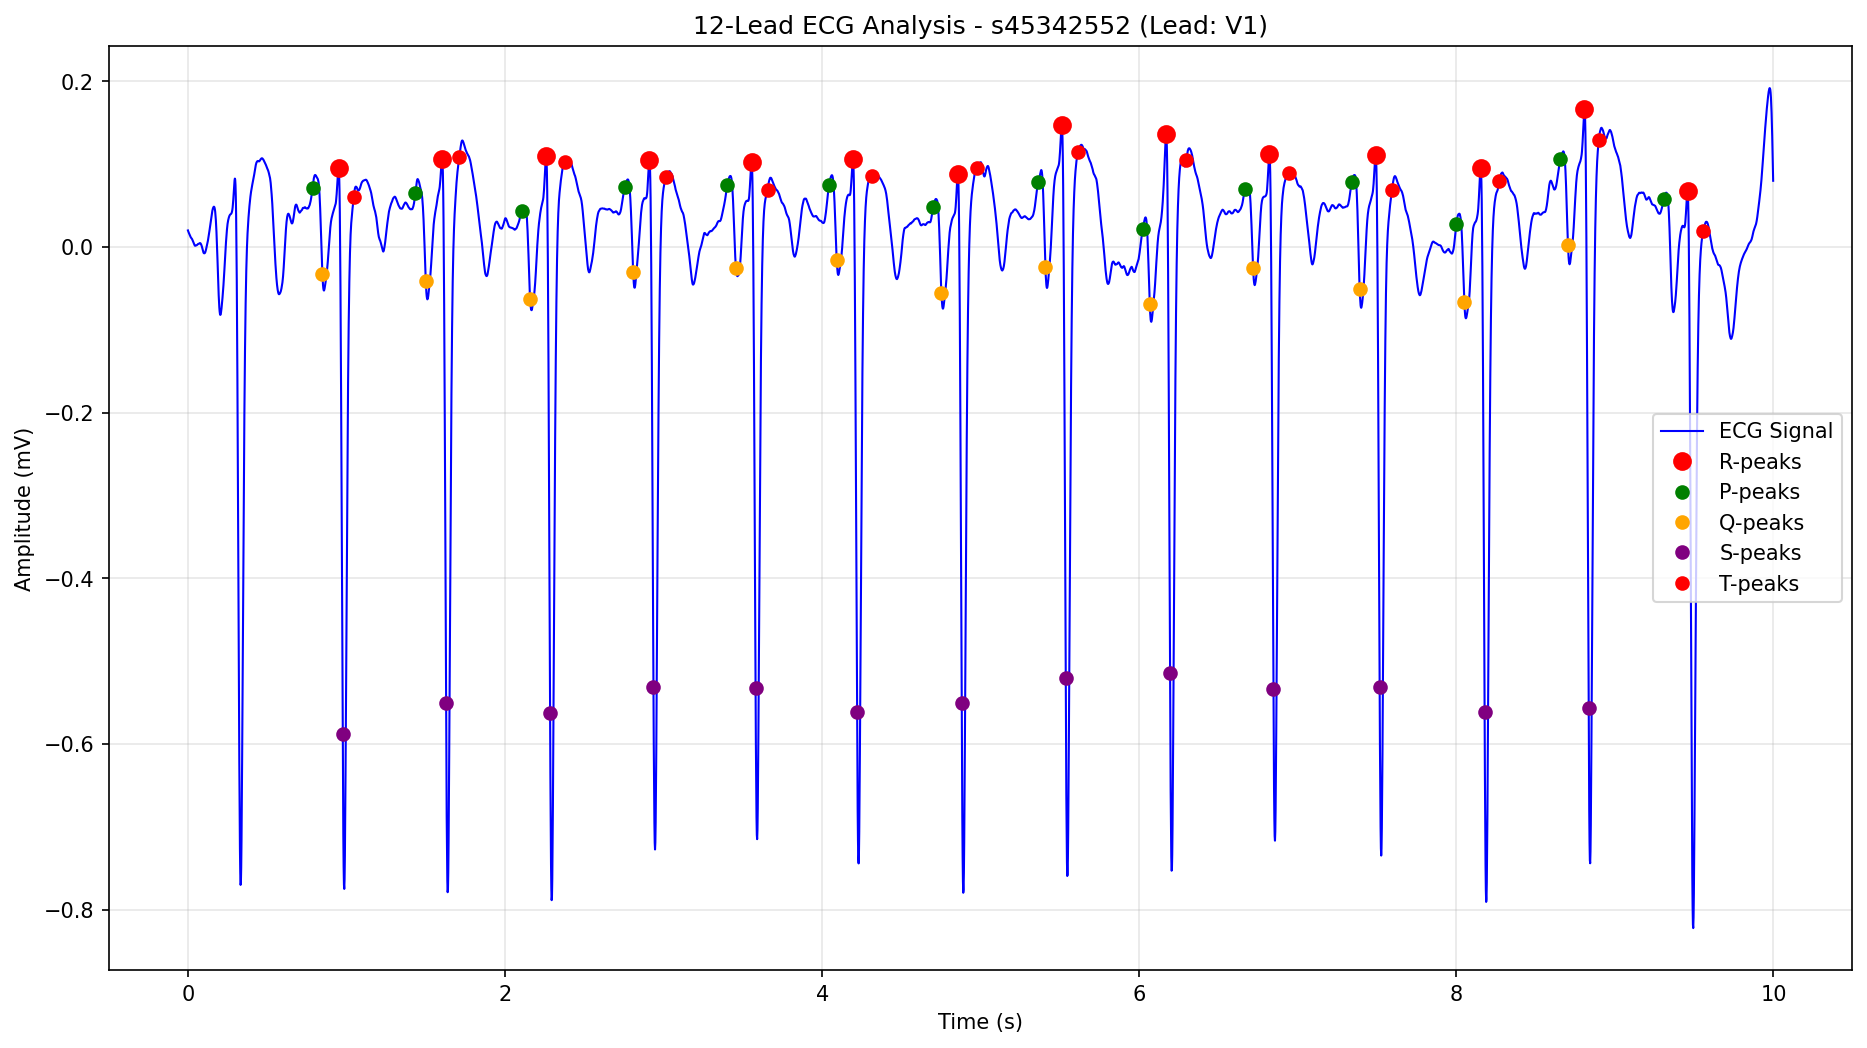 12-Lead ECG Analysis - s45342552 (Lead: V1)
Amplitude (mV)
0.2
0.0
−0.2
−0.4
−0.6
−0.8
ECG Signal
R-peaks
P-peaks
Q-peaks
S-peaks
T-peaks
0 2 4 6 8 10
Time (s)